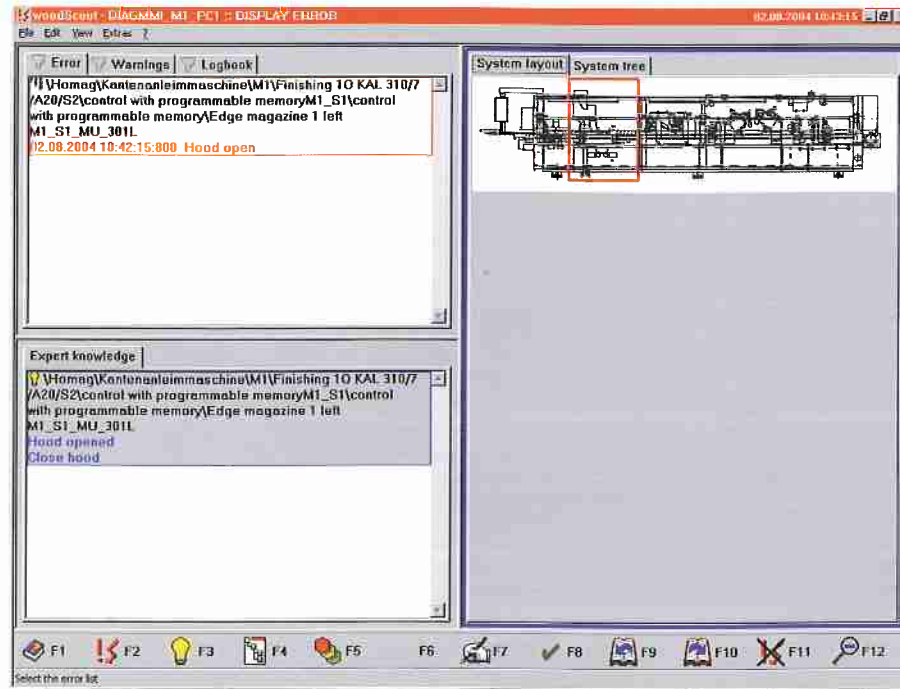 woodScout - DIAGMMI_M1_PC1 :: DISPLAY ERROR
02.08.2004 10:43:15
File Edit View Extras ?
Error Warnings Logbook
\Homag\Kantenanleimmaschine\M1\Finishing 1O KAL 310/7
/A20/S2\control with programmable memoryM1_S1\control
with programmable memory\Edge magazine 1 left
M1_S1_MU_301L
02.08.2004 10:42:15:800 Hood open
System layout System tree
Expert knowledge
\Homag\Kantenanleimmaschine\M1\Finishing 1O KAL 310/7
/A20/S2\control with programmable memoryM1_S1\control
with programmable memory\Edge magazine 1 left
M1_S1_MU_301L
Hood opened
Close hood
F1 F2 F3 F4 F5 F6 F7 F8 F9 F10 F11 F12
Select the error list